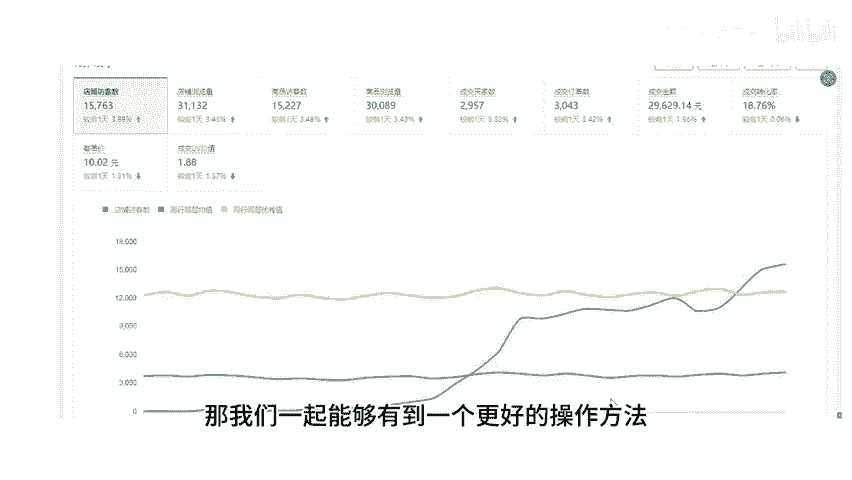 bilibili
店铺访客数 店铺浏览量 商品访客数 商品浏览量 成交买家数 成交订单数 成交金额 成交转化率
15,763 31,132 15,227 30,089 2,957 3,043 29,629.14 元 18.76%
较前1天 3.88% 较前1天 3.43% 较前1天 3.48% 较前1天 3.43% 较前1天 3.32% 较前1天 3.42% 较前1天 1.96% 较前1天 0.06%
客单价 成交UV价值
10.02 元 1.88
较前1天 1.31% 较前1天 1.57%
店铺访客数 同行同层均值 同行同层优秀值
18,000
15,000
12,000
9,000
6,000
3,000
0
那我们一起能够有到一个更好的操作方法